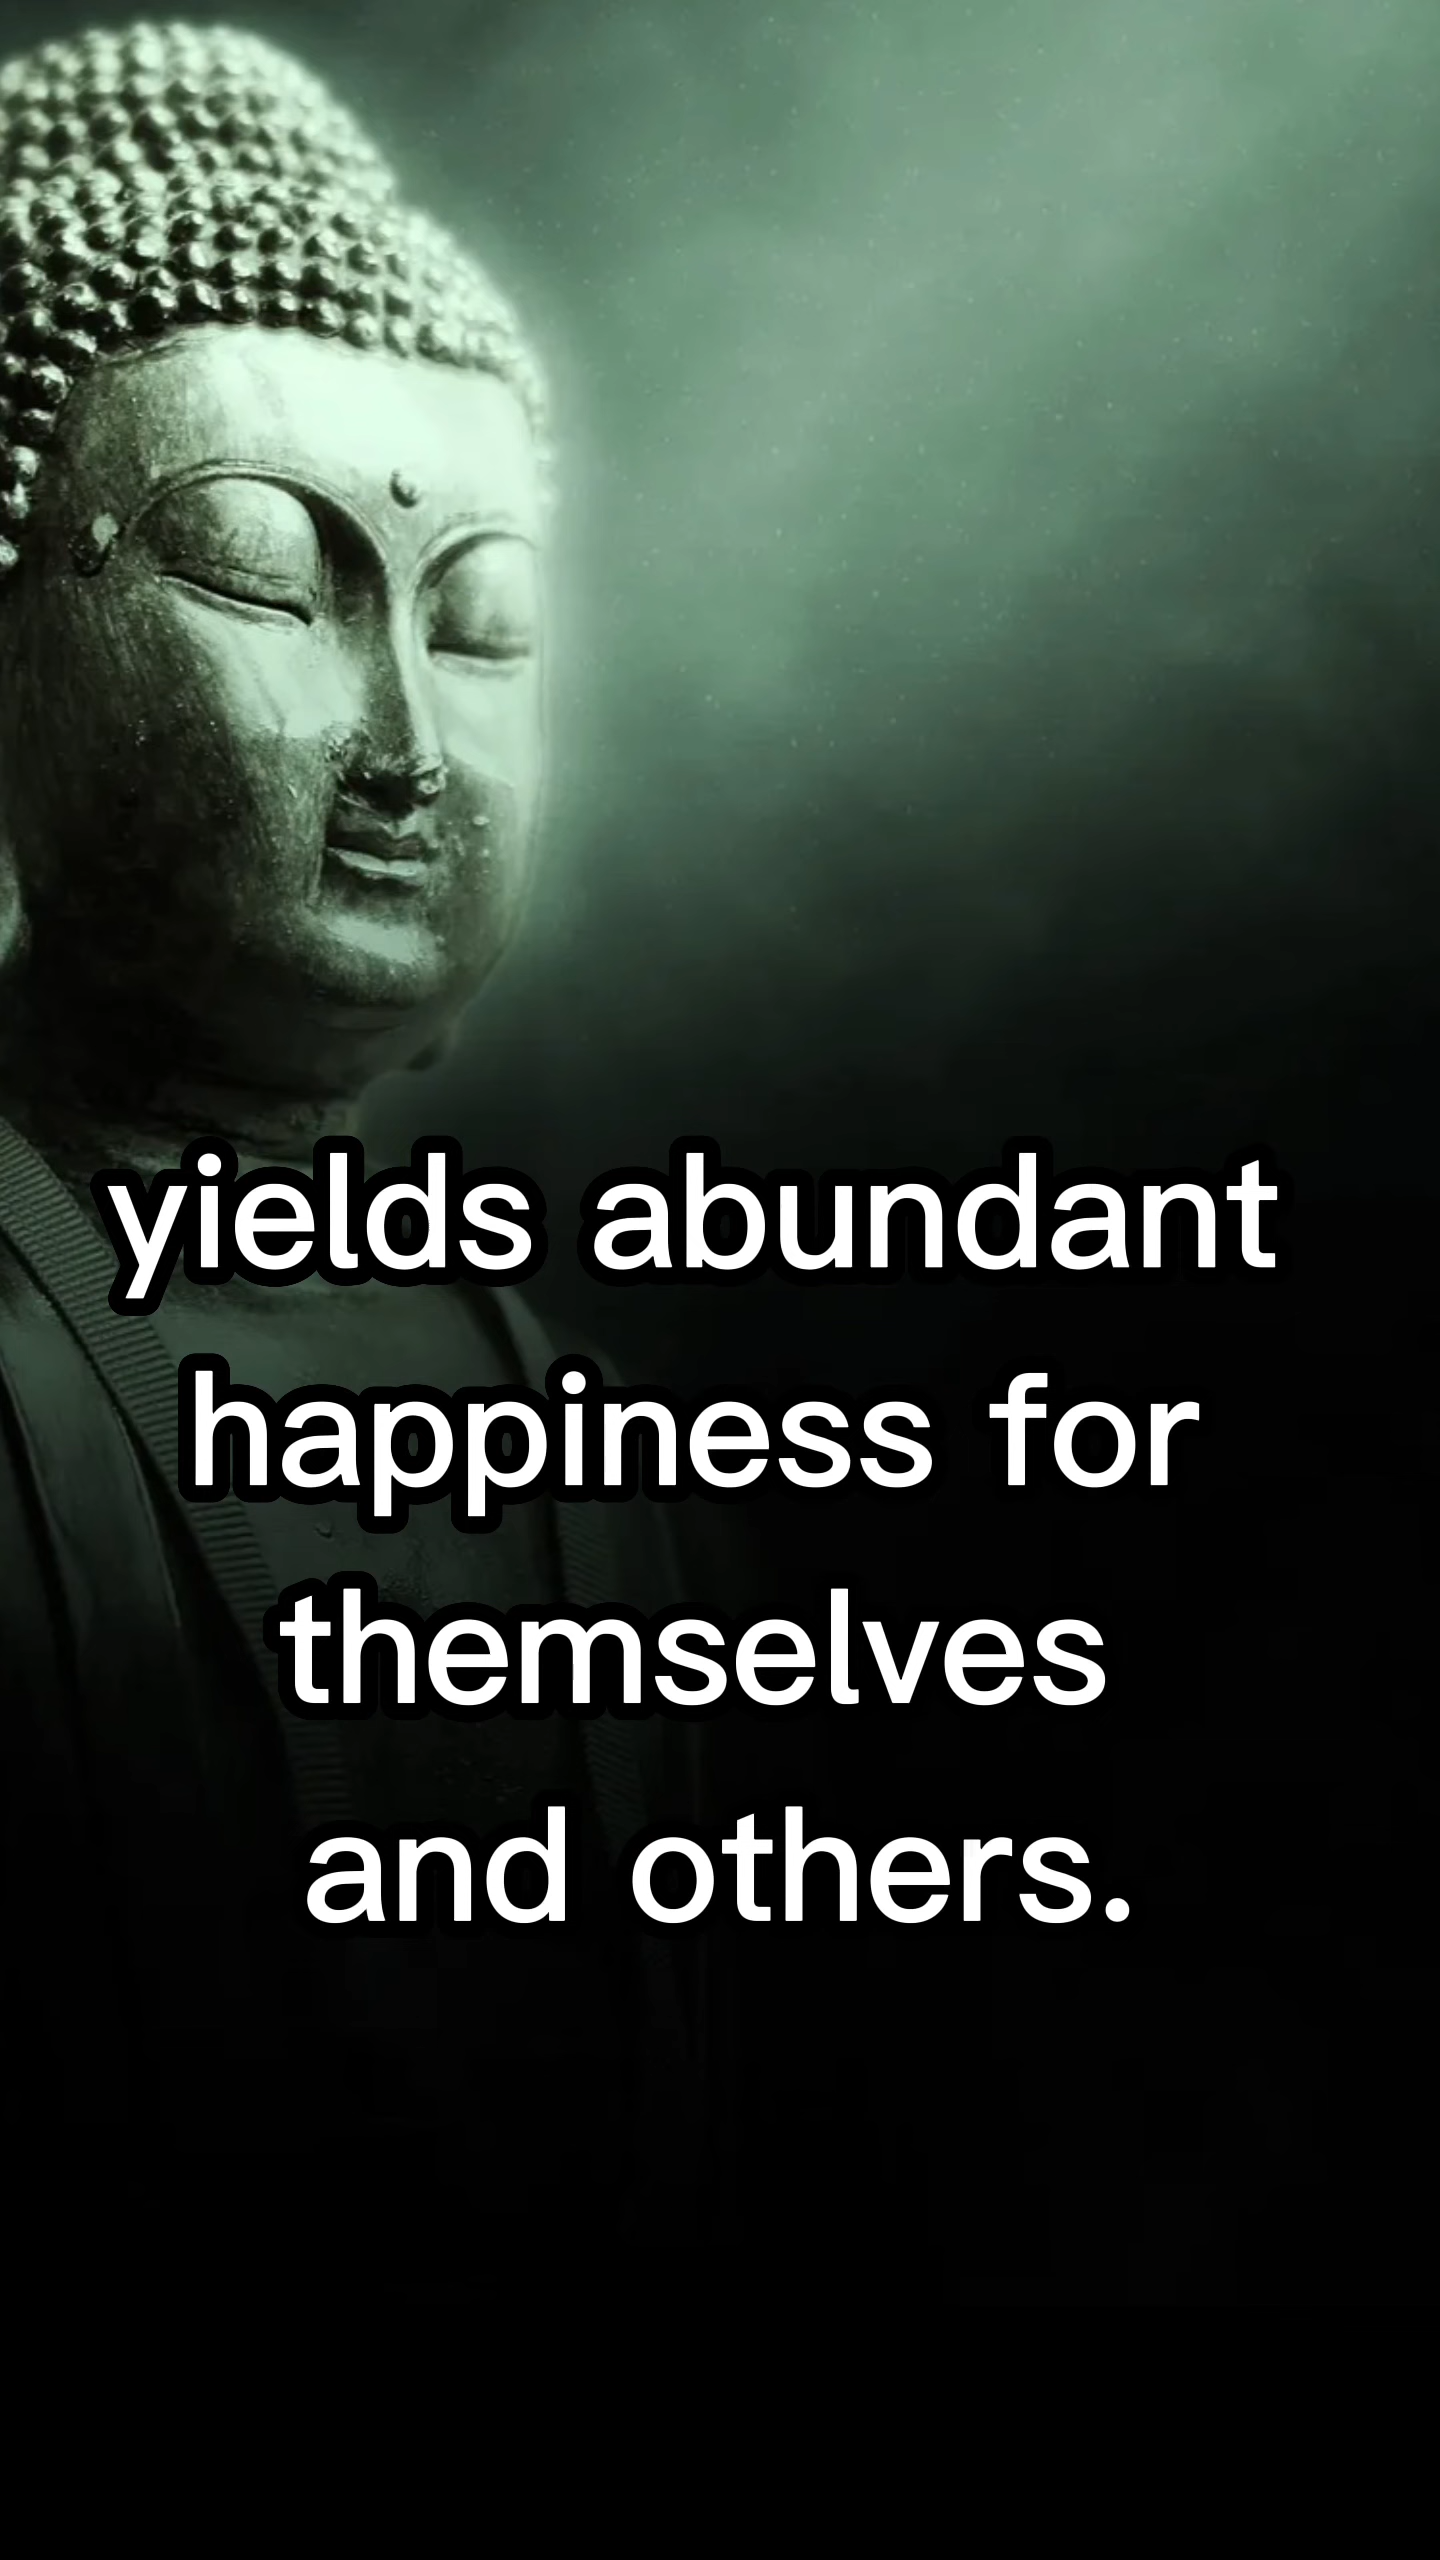 yields abundant
happiness for
themselves
and others.